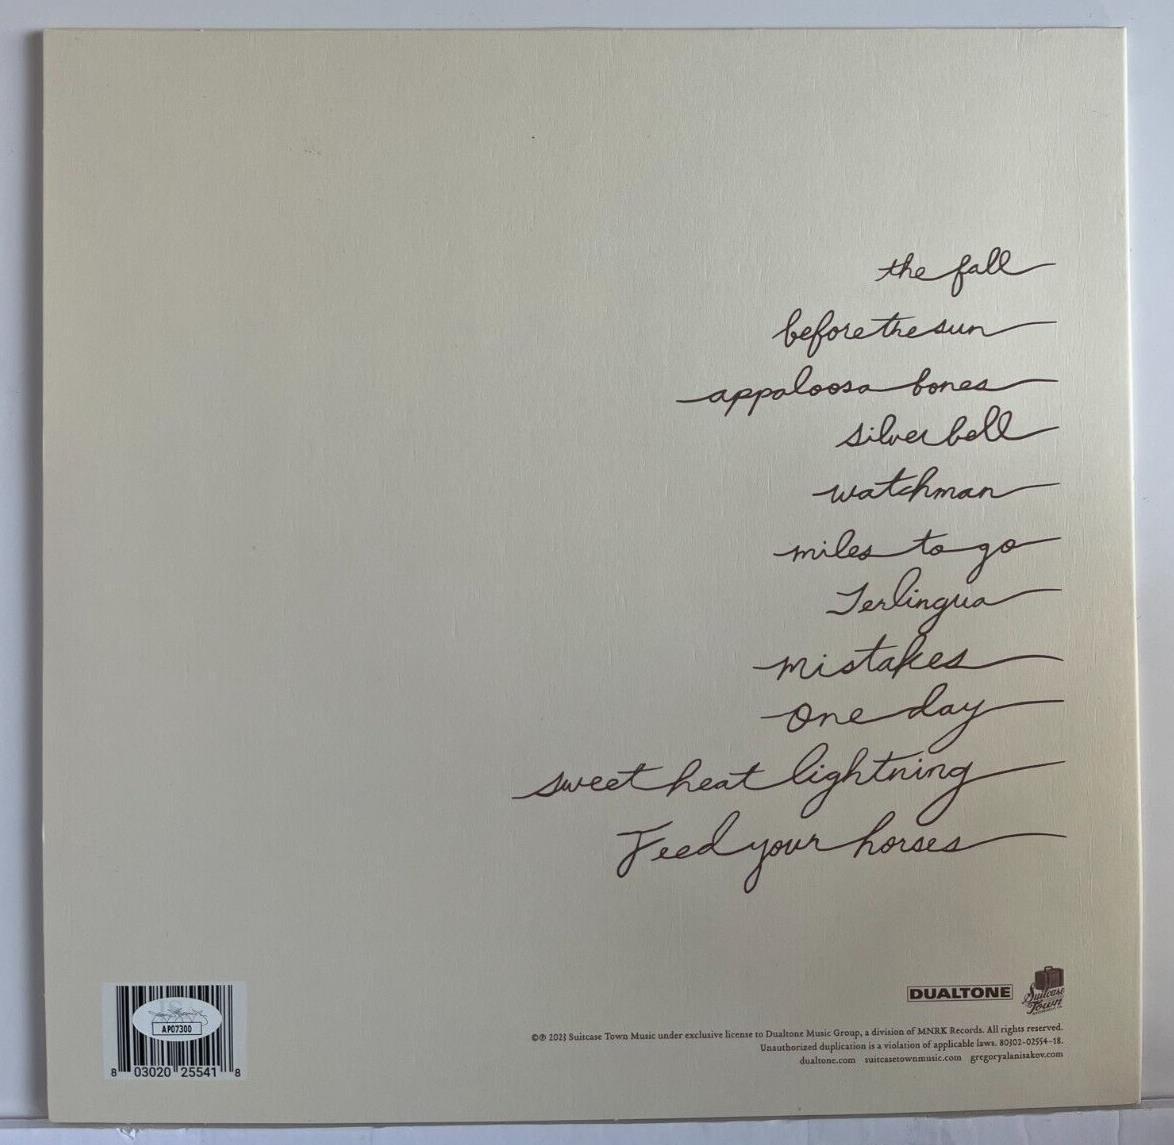 the fall
before the sun
appaloosa bones
silver bell
watchman
miles to go
Terlingua
mistakes
one day
sweet heat lightning
Feed your horses
DUALTONE
Suitcase
Town
AP07300
8 03020 25541 8
©℗ 2023 Suitcase Town Music under exclusive license to Dualtone Music Group, a division of MNRK Records. All rights reserved.
Unauthorized duplication is a violation of applicable laws. 80302-02554-18.
dualtone.com suitcasetownmusic.com gregoryalanisakov.com